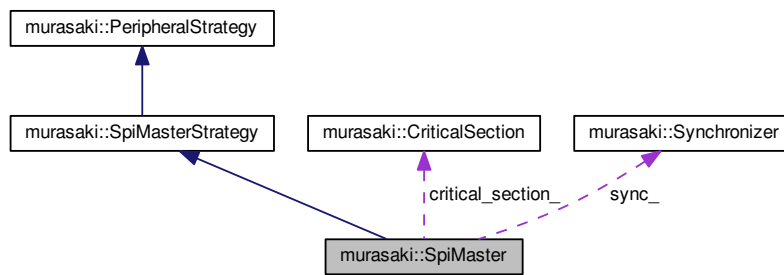 murasaki::PeripheralStrategy
murasaki::SpiMasterStrategy
murasaki::CriticalSection
murasaki::Synchronizer
critical_section_
sync_
murasaki::SpiMaster